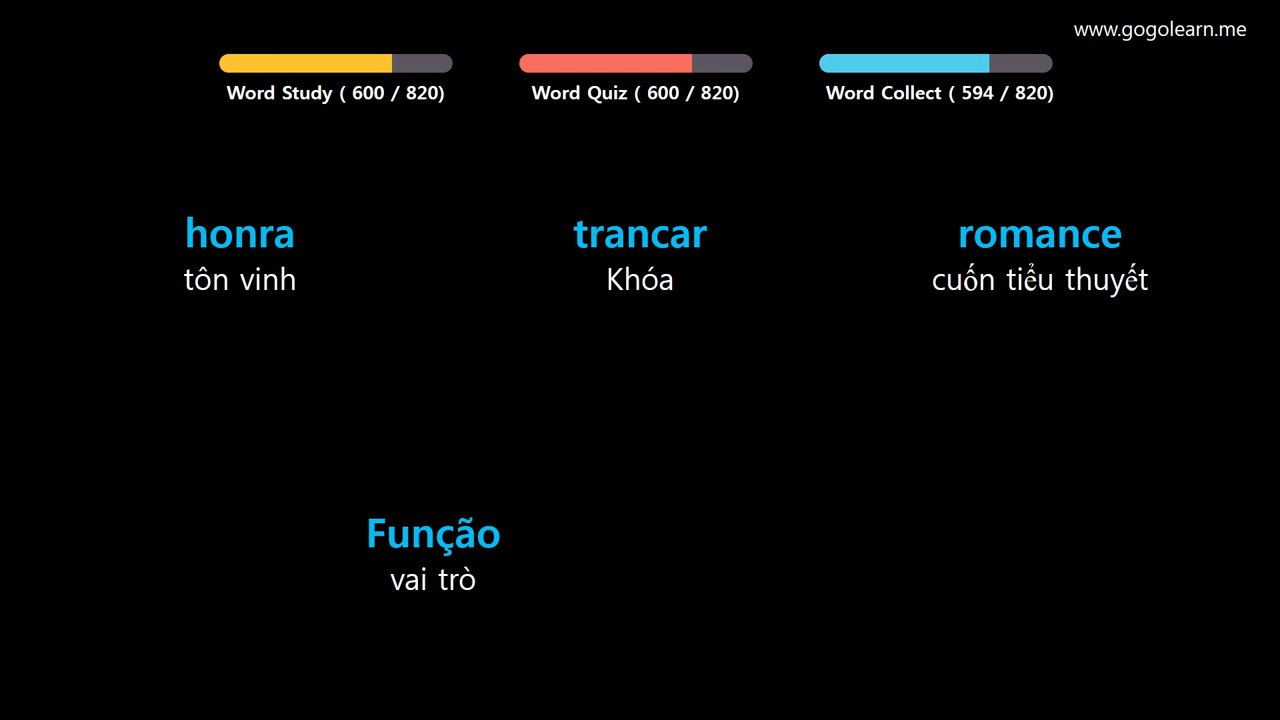 www.gogolearn.me
Word Study ( 600 / 820)
Word Quiz ( 600 / 820)
Word Collect ( 594 / 820)
honra
tôn vinh
trancar
Khóa
romance
cuốn tiểu thuyết
Função
vai trò